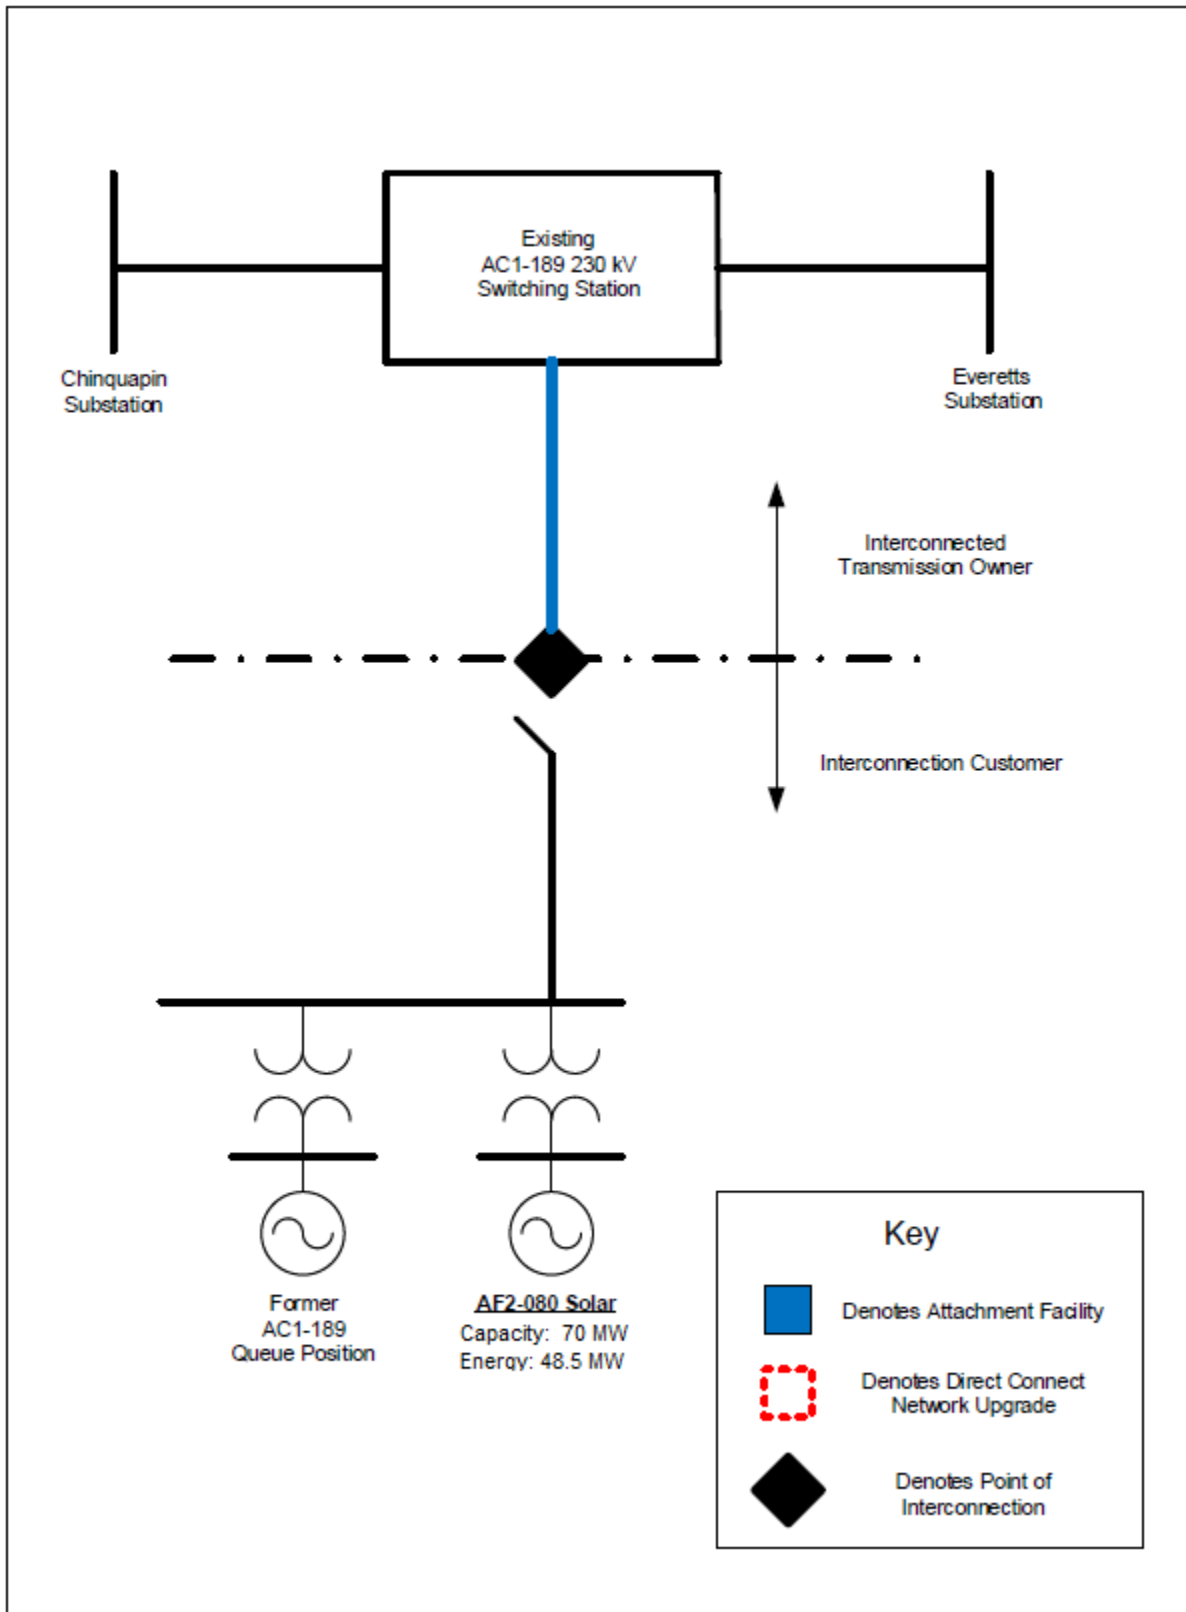 Existing
AC1-189 230 kV
Switching Station
Chinquapin
Substation
Everetts
Substation
Interconnected
Transmission Owner
Interconnection Customer
Former
AC1-189
Queue Position
AF2-080 Solar
Capacity: 70 MW
Energy: 48.5 MW
Key
Denotes Attachment Facility
Denotes Direct Connect
Network Upgrade
Denotes Point of
Interconnection